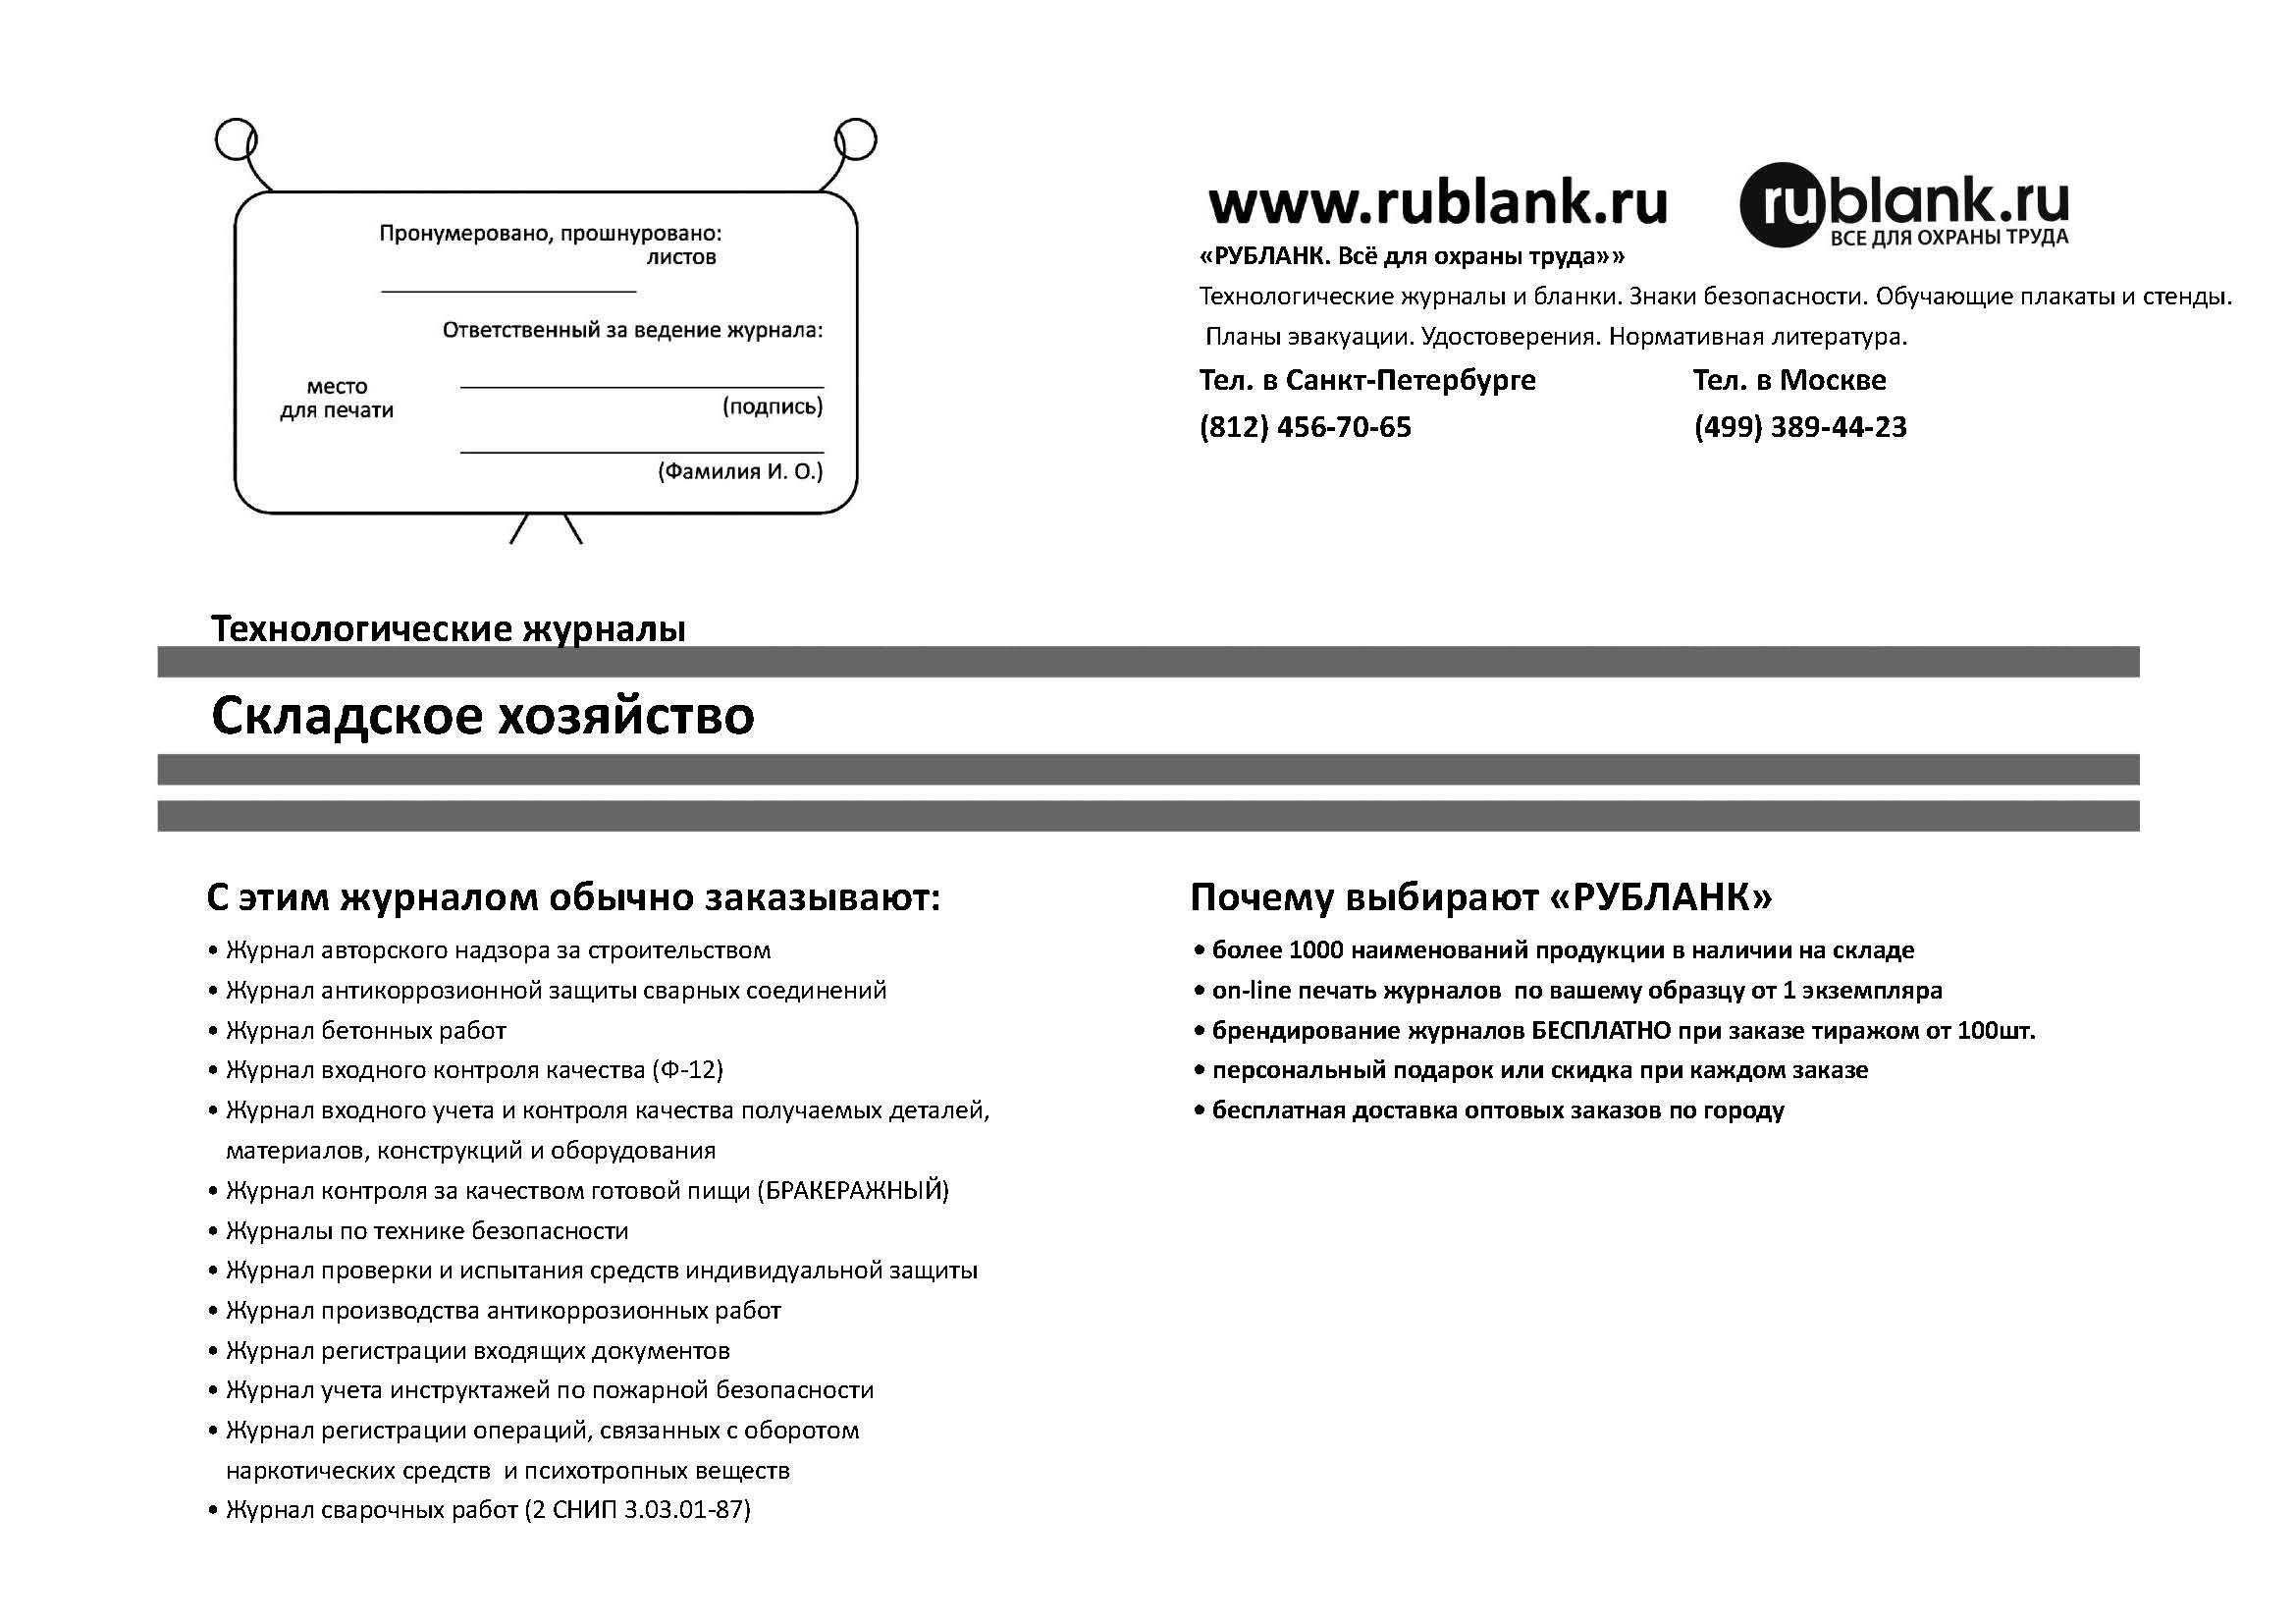 Пронумеровано, прошнуровано:
листов
Ответственный за ведение журнала:
место
для печати
(подпись)
(Фамилия И. О.)
www.rublank.ru
rublank.ru
ВСЕ ДЛЯ ОХРАНЫ ТРУДА
«РУБЛАНК. Всё для охраны труда»»
Технологические журналы и бланки. Знаки безопасности. Обучающие плакаты и стенды.
Планы эвакуации. Удостоверения. Нормативная литература.
Тел. в Санкт-Петербурге
(812) 456-70-65
Тел. в Москве
(499) 389-44-23
Технологические журналы
Складское хозяйство
С этим журналом обычно заказывают:
• Журнал авторского надзора за строительством
• Журнал антикоррозионной защиты сварных соединений
• Журнал бетонных работ
• Журнал входного контроля качества (Ф-12)
• Журнал входного учета и контроля качества получаемых деталей,
материалов, конструкций и оборудования
• Журнал контроля за качеством готовой пищи (БРАКЕРАЖНЫЙ)
• Журналы по технике безопасности
• Журнал проверки и испытания средств индивидуальной защиты
• Журнал производства антикоррозионных работ
• Журнал регистрации входящих документов
• Журнал учета инструктажей по пожарной безопасности
• Журнал регистрации операций, связанных с оборотом
наркотических средств и психотропных веществ
• Журнал сварочных работ (2 СНИП 3.03.01-87)
Почему выбирают «РУБЛАНК»
• более 1000 наименований продукции в наличии на складе
• on-line печать журналов по вашему образцу от 1 экземпляра
• брендирование журналов БЕСПЛАТНО при заказе тиражом от 100шт.
• персональный подарок или скидка при каждом заказе
• бесплатная доставка оптовых заказов по городу